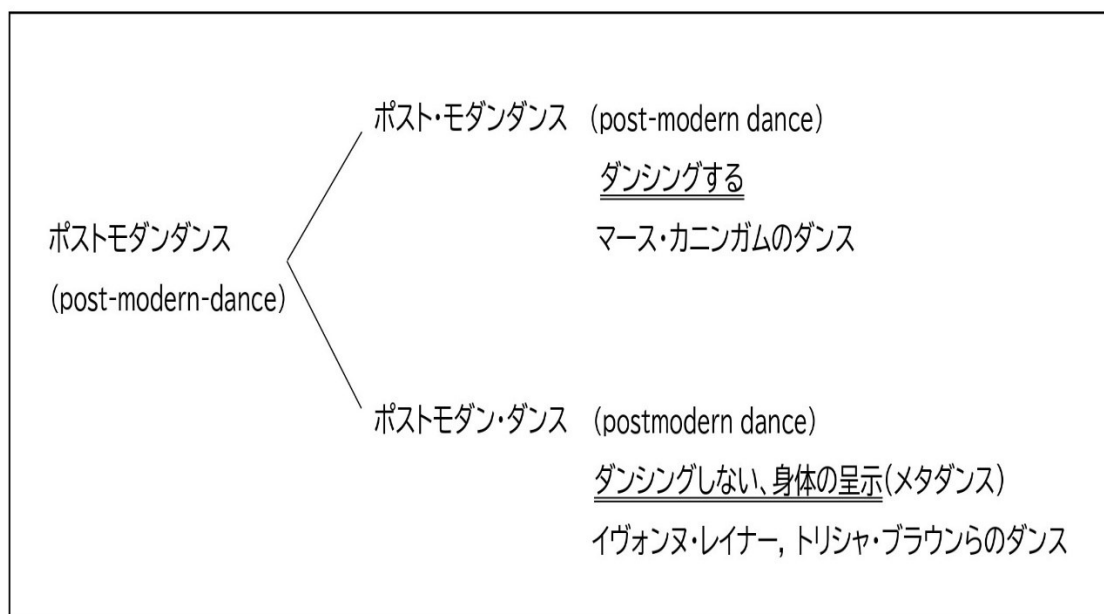 ポスト・モダンダンス (post-modern dance)
ダンシングする
マース・カニンガムのダンス
ポストモダンダンス
(post-modern-dance)
ポストモダン・ダンス (postmodern dance)
ダンシングしない、身体の呈示(メタダンス)
イヴォンヌ・レイナー, トリシャ・ブラウンらのダンス